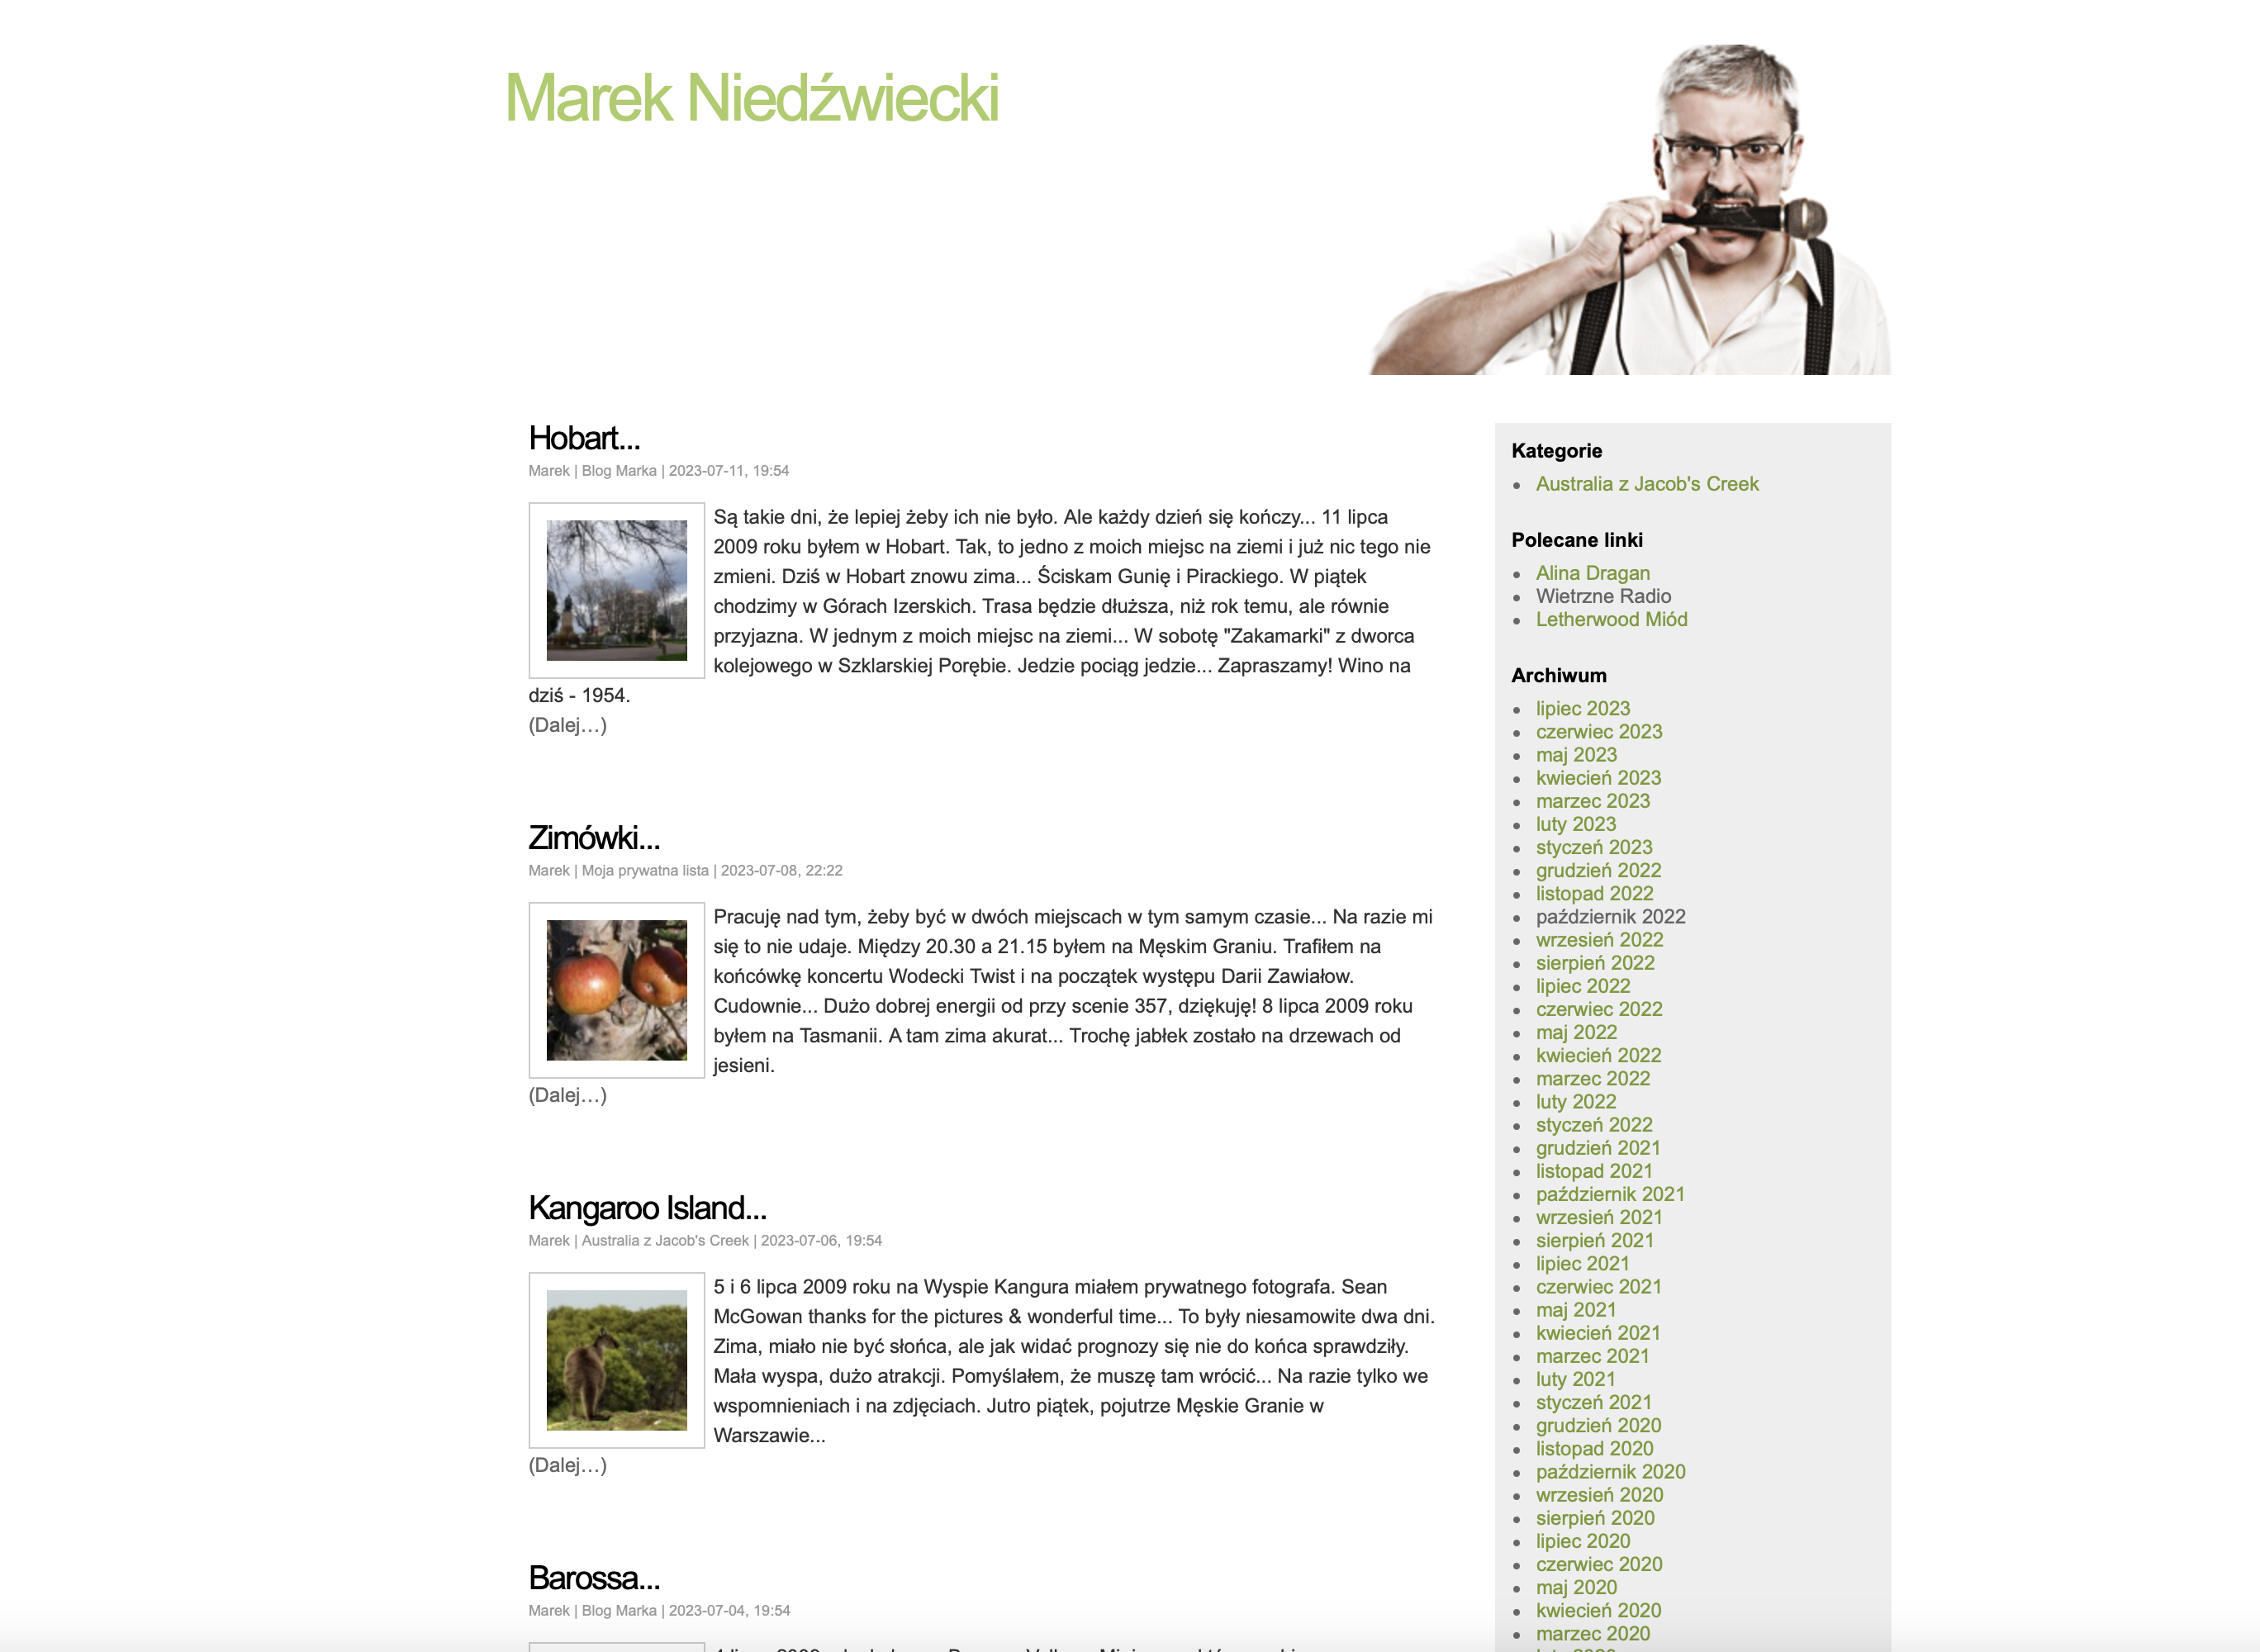 Marek Niedźwiecki
Hobart...
Marek | Blog Marka | 2023-07-11, 19:54
Są takie dni, że lepiej żeby ich nie było. Ale każdy dzień się kończy... 11 lipca
2009 roku byłem w Hobart. Tak, to jedno z moich miejsc na ziemi i już nic tego nie
zmieni. Dziś w Hobart znowu zima... Ściskam Gunię i Pirackiego. W piątek
chodzimy w Górach Izerskich. Trasa będzie dłuższa, niż rok temu, ale równie
przyjazna. W jednym z moich miejsc na ziemi... W sobotę "Zakamarki" z dworca
kolejowego w Szklarskiej Porębie. Jedzie pociąg jedzie... Zapraszamy! Wino na
dziś - 1954.
(Dalej…)
Zimówki...
Marek | Moja prywatna lista | 2023-07-08, 22:22
Pracuję nad tym, żeby być w dwóch miejscach w tym samym czasie... Na razie mi
się to nie udaje. Między 20.30 a 21.15 byłem na Męskim Graniu. Trafiłem na
końcówkę koncertu Wodecki Twist i na początek występu Darii Zawiałow.
Cudownie... Dużo dobrej energii od przy scenie 357, dziękuję! 8 lipca 2009 roku
byłem na Tasmanii. A tam zima akurat... Trochę jabłek zostało na drzewach od
jesieni.
(Dalej…)
Kangaroo Island...
Marek | Australia z Jacob's Creek | 2023-07-06, 19:54
5 i 6 lipca 2009 roku na Wyspie Kangura miałem prywatnego fotografa. Sean
McGowan thanks for the pictures & wonderful time... To były niesamowite dwa dni.
Zima, miało nie być słońca, ale jak widać prognozy się nie do końca sprawdziły.
Mała wyspa, dużo atrakcji. Pomyślałem, że muszę tam wrócić... Na razie tylko we
wspomnieniach i na zdjęciach. Jutro piątek, pojutrze Męskie Granie w
Warszawie...
(Dalej…)
Barossa...
Marek | Blog Marka | 2023-07-04, 19:54
Kategorie
Australia z Jacob's Creek
Polecane linki
Alina Dragan
Wietrzne Radio
Letherwood Miód
Archiwum
lipiec 2023
czerwiec 2023
maj 2023
kwiecień 2023
marzec 2023
luty 2023
styczeń 2023
grudzień 2022
listopad 2022
październik 2022
wrzesień 2022
sierpień 2022
lipiec 2022
czerwiec 2022
maj 2022
kwiecień 2022
marzec 2022
luty 2022
styczeń 2022
grudzień 2021
listopad 2021
październik 2021
wrzesień 2021
sierpień 2021
lipiec 2021
czerwiec 2021
maj 2021
kwiecień 2021
marzec 2021
luty 2021
styczeń 2021
grudzień 2020
listopad 2020
październik 2020
wrzesień 2020
sierpień 2020
lipiec 2020
czerwiec 2020
maj 2020
kwiecień 2020
marzec 2020